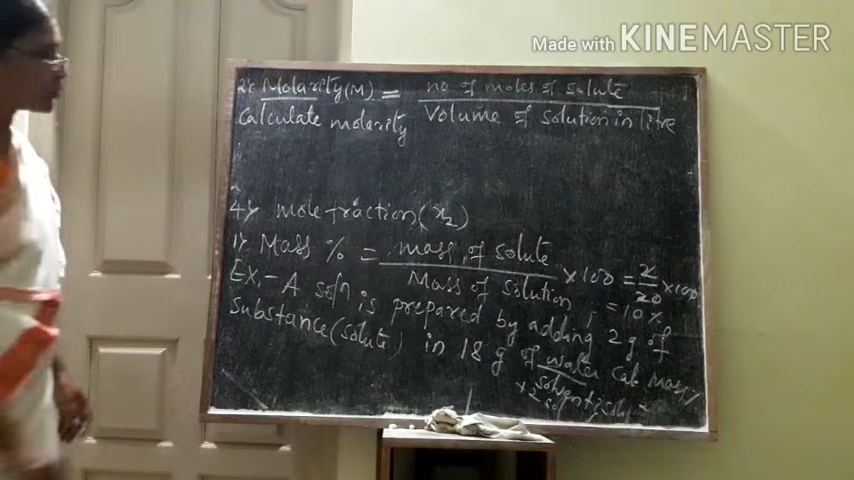 Made with KINEMASTER
2) Molarity(M) = no of moles of solute
Calculate molarity Volume of solution in litre
4) mole fraction (x2)
1) Mass % = mass of solute ×100 = 2 ×100
Mass of solution 20
= 10%
Ex,- A soln is prepared by adding 2g of
Substance (solute) in 18 g of water cal mass%
solvent